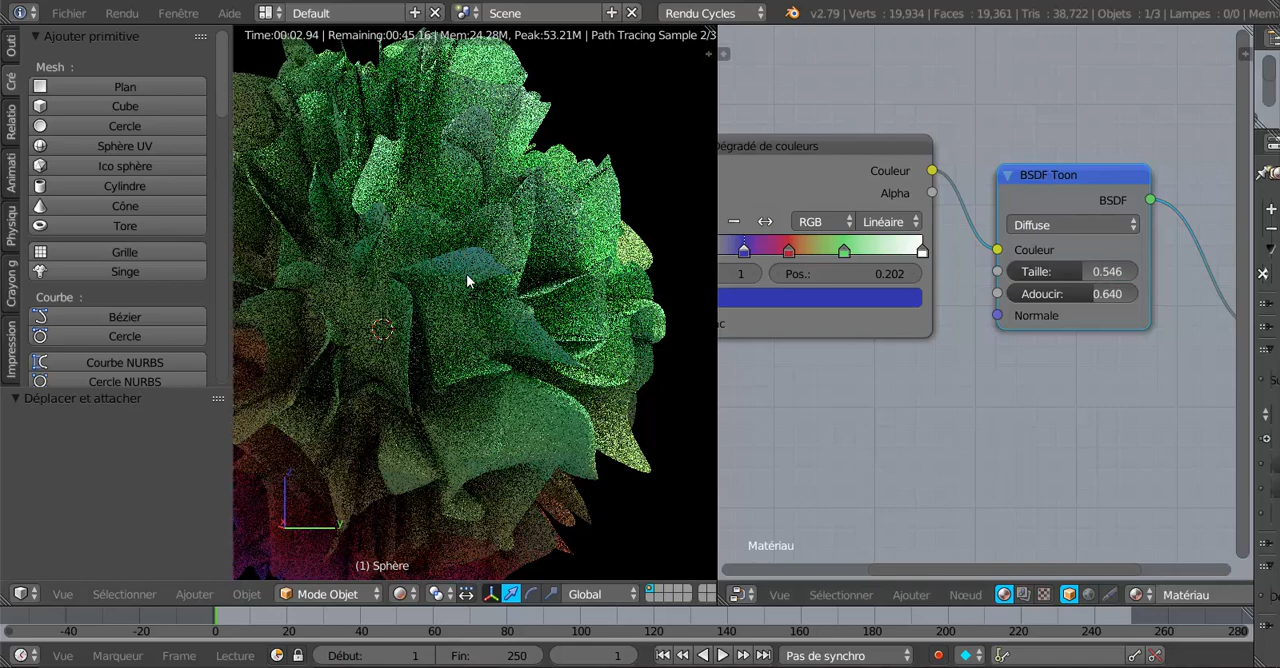 Fichier Rendu Fenêtre Aide Default Scene Rendu Cycles v2.79 | Verts : 19,934 | Faces : 19,361 | Tris : 38,722 | Objets : 1/3 | Lampes : 0/0 | Mem:
Time:00:02.94 | Remaining:00:45.16 | Mem:24.28M, Peak:53.21M | Path Tracing Sample 2/3
Outi
Cré
Relatio
Animati
Physiqu
Crayon g
Impression
Ajouter primitive
Mesh :
Plan
Cube
Cercle
Sphère UV
Ico sphère
Cylindre
Cône
Tore
Grille
Singe
Courbe :
Bézier
Cercle
Courbe NURBS
Cercle NURBS
Déplacer et attacher
z
y
(1) Sphère
Dégradé de couleurs
Couleur
Alpha
RGB Linéaire
1 Pos.: 0.202
BSDF Toon
BSDF
Diffuse
Couleur
Taille: 0.546
Adoucir: 0.640
Normale
Matériau
Vue Sélectionner Ajouter Objet Mode Objet Global
Vue Sélectionner Ajouter Nœud Matériau
-40 -20 0 20 40 60 80 100 120 140 160 180 200 220 240 260 280
Vue Marqueur Frame Lecture Début: 1 Fin: 250 1 Pas de synchro